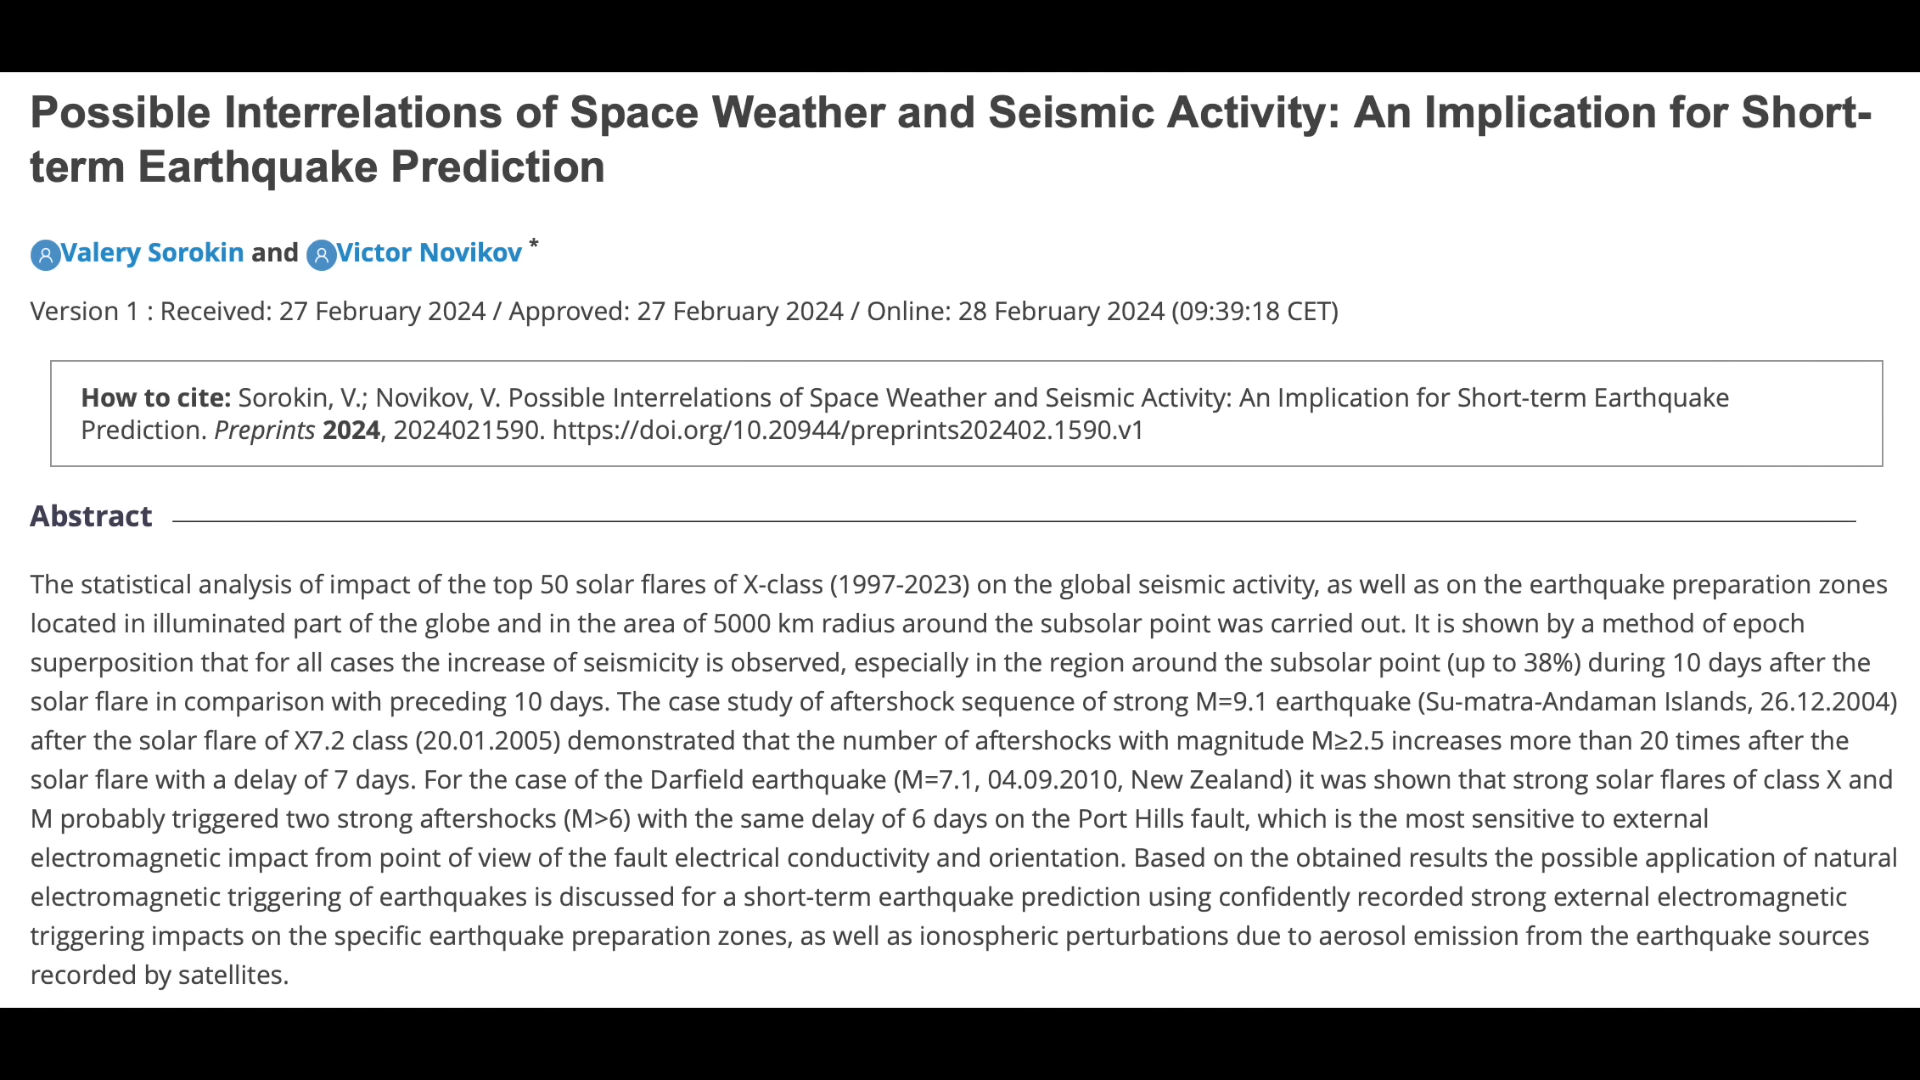 Possible Interrelations of Space Weather and Seismic Activity: An Implication for Short-
term Earthquake Prediction
Valery Sorokin and Victor Novikov *
Version 1 : Received: 27 February 2024 / Approved: 27 February 2024 / Online: 28 February 2024 (09:39:18 CET)
How to cite: Sorokin, V.; Novikov, V. Possible Interrelations of Space Weather and Seismic Activity: An Implication for Short-term Earthquake
Prediction. Preprints 2024, 2024021590. https://doi.org/10.20944/preprints202402.1590.v1
Abstract
The statistical analysis of impact of the top 50 solar flares of X-class (1997-2023) on the global seismic activity, as well as on the earthquake preparation zones
located in illuminated part of the globe and in the area of 5000 km radius around the subsolar point was carried out. It is shown by a method of epoch
superposition that for all cases the increase of seismicity is observed, especially in the region around the subsolar point (up to 38%) during 10 days after the
solar flare in comparison with preceding 10 days. The case study of aftershock sequence of strong M=9.1 earthquake (Su-matra-Andaman Islands, 26.12.2004)
after the solar flare of X7.2 class (20.01.2005) demonstrated that the number of aftershocks with magnitude M≥2.5 increases more than 20 times after the
solar flare with a delay of 7 days. For the case of the Darfield earthquake (M=7.1, 04.09.2010, New Zealand) it was shown that strong solar flares of class X and
M probably triggered two strong aftershocks (M>6) with the same delay of 6 days on the Port Hills fault, which is the most sensitive to external
electromagnetic impact from point of view of the fault electrical conductivity and orientation. Based on the obtained results the possible application of natural
electromagnetic triggering of earthquakes is discussed for a short-term earthquake prediction using confidently recorded strong external electromagnetic
triggering impacts on the specific earthquake preparation zones, as well as ionospheric perturbations due to aerosol emission from the earthquake sources
recorded by satellites.